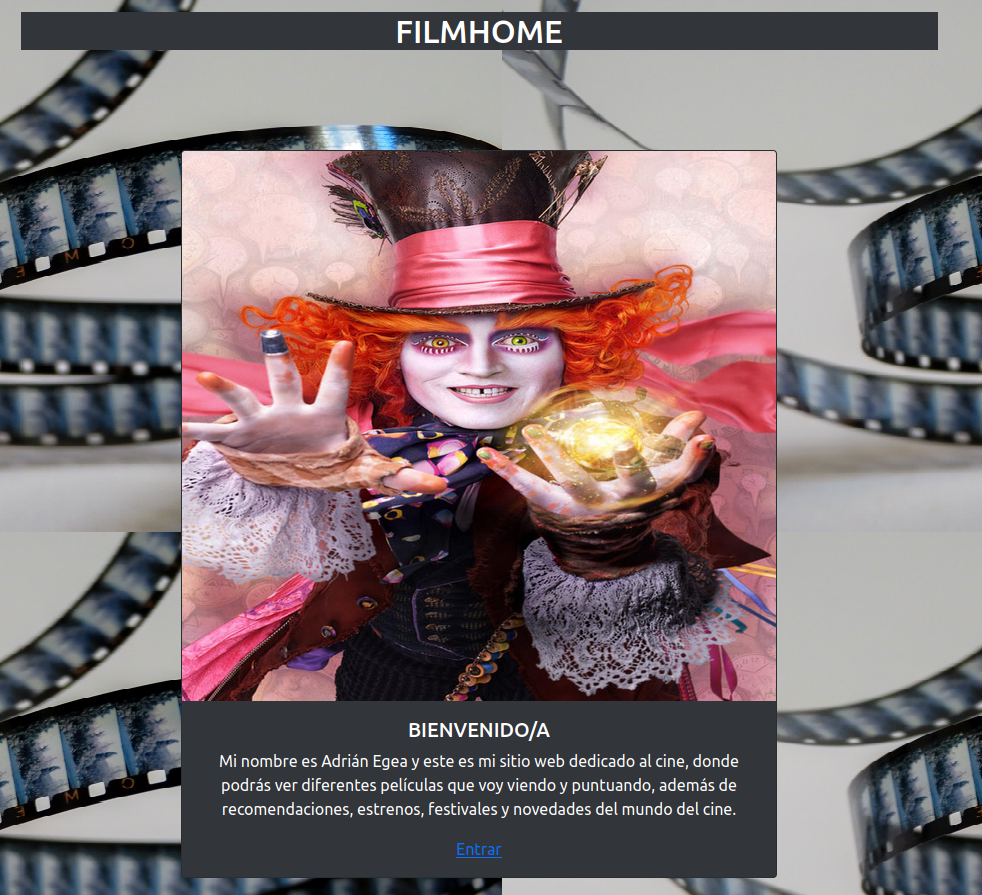 FILMHOME
BIENVENIDO/A
Mi nombre es Adrián Egea y este es mi sitio web dedicado al cine, donde
podrás ver diferentes películas que voy viendo y puntuando, además de
recomendaciones, estrenos, festivales y novedades del mundo del cine.
Entrar